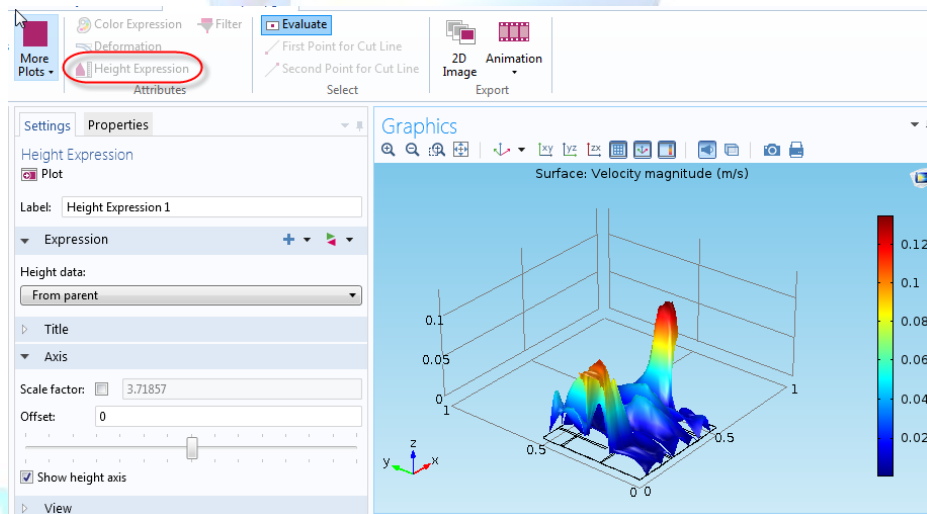 More
Plots
Color Expression
Filter
Deformation
Height Expression
Attributes
Evaluate
First Point for Cut Line
Second Point for Cut Line
Select
2D
Image
Animation
Export
Settings
Properties
Height Expression
Plot
Label: Height Expression 1
Expression
Height data:
From parent
Title
Axis
Scale factor: 3.71857
Offset: 0
Show height axis
View
Graphics
xy yz zx
Surface: Velocity magnitude (m/s)
0.12
0.1
0.08
0.06
0.04
0.02
0.1
0.05
0
1
0.5
0 0
0.5
1
z
y x